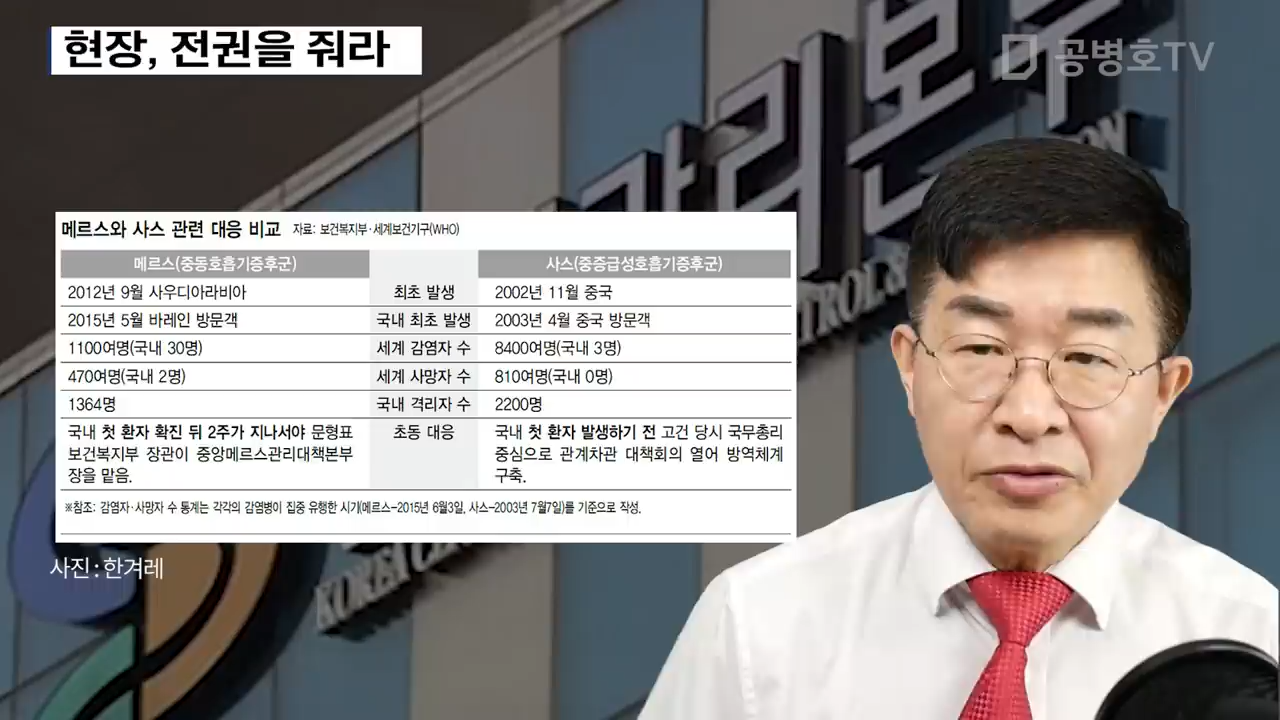 현장, 전권을 줘라
공병호TV
관리본부
ON
TROL&
메르스와 사스 관련 대응 비교 자료: 보건복지부·세계보건기구(WHO)
메르스(중동호흡기증후군) 사스(중증급성호흡기증후군)
2012년 9월 사우디아라비아 최초 발생 2002년 11월 중국
2015년 5월 바레인 방문객 국내 최초 발생 2003년 4월 중국 방문객
1100여명(국내 30명) 세계 감염자 수 8400여명(국내 3명)
470여명(국내 2명) 세계 사망자 수 810여명(국내 0명)
1364명 국내 격리자 수 2200명
국내 첫 환자 확진 뒤 2주가 지나서야 문형표
보건복지부 장관이 중앙메르스관리대책본부
장을 맡음.
초동 대응
국내 첫 환자 발생하기 전 고건 당시 국무총리
중심으로 관계차관 대책회의 열어 방역체계
구축.
※참조: 감염자·사망자 수 통계는 각각의 감염병이 집중 유행한 시기(메르스-2015년 6월3일, 사스-2003년 7월7일)를 기준으로 작성.
사진 : 한겨레
KOREA CE